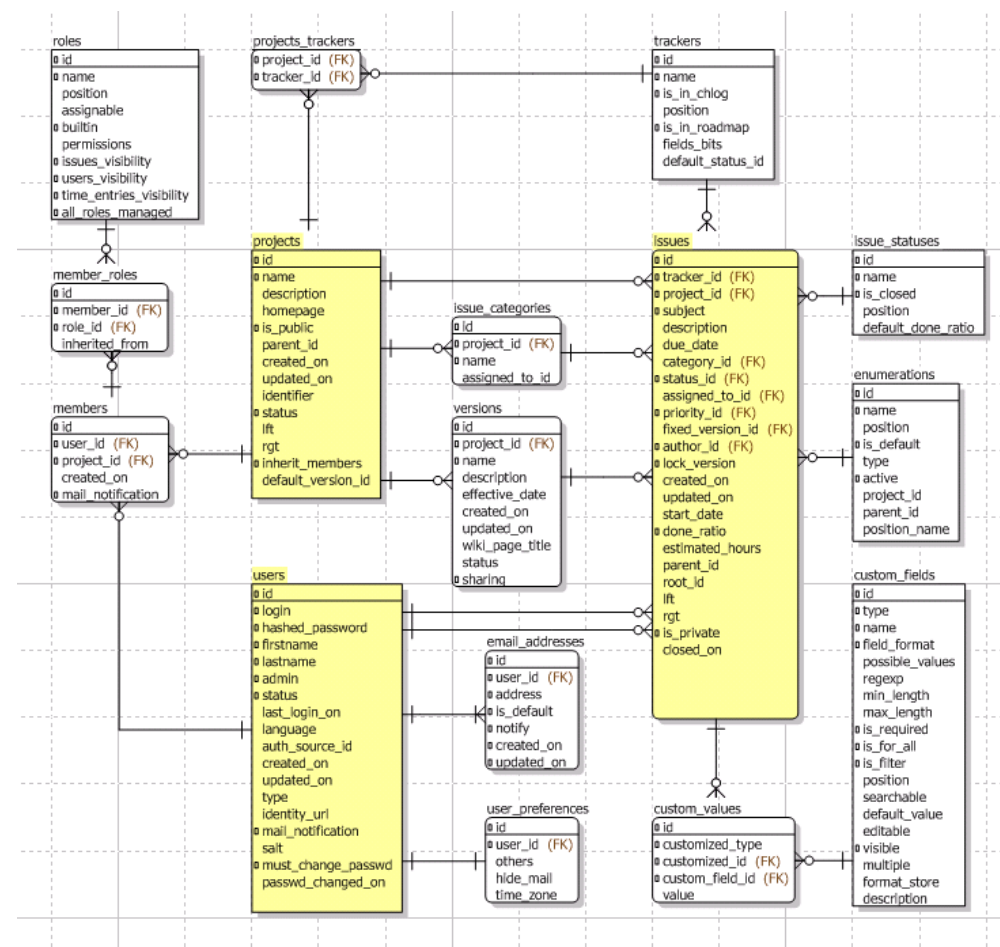 roles
id
name
position
assignable
builtin
permissions
issues_visibility
users_visibility
time_entries_visibility
all_roles_managed
projects_trackers
project_id (FK)
tracker_id (FK)
trackers
id
name
is_in_chlog
position
is_in_roadmap
fields_bits
default_status_id
member_roles
id
member_id (FK)
role_id (FK)
inherited_from
members
id
user_id (FK)
project_id (FK)
created_on
mail_notification
projects
id
name
description
homepage
is_public
parent_id
created_on
updated_on
identifier
status
lft
rgt
inherit_members
default_version_id
issue_categories
id
project_id (FK)
name
assigned_to_id
versions
id
project_id (FK)
name
description
effective_date
created_on
updated_on
wiki_page_title
status
sharing
issues
id
tracker_id (FK)
project_id (FK)
subject
description
due_date
category_id (FK)
status_id (FK)
assigned_to_id (FK)
priority_id (FK)
fixed_version_id (FK)
author_id (FK)
lock_version
created_on
updated_on
start_date
done_ratio
estimated_hours
parent_id
root_id
lft
rgt
is_private
closed_on
issue_statuses
id
name
is_closed
position
default_done_ratio
enumerations
id
name
position
is_default
type
active
project_id
parent_id
position_name
users
id
login
hashed_password
firstname
lastname
admin
status
last_login_on
language
auth_source_id
created_on
updated_on
type
identity_url
mail_notification
salt
must_change_passwd
passwd_changed_on
email_addresses
id
user_id (FK)
address
is_default
notify
created_on
updated_on
user_preferences
id
user_id (FK)
others
hide_mail
time_zone
custom_values
id
customized_type
customized_id (FK)
custom_field_id (FK)
value
custom_fields
id
type
name
field_format
possible_values
regexp
min_length
max_length
is_required
is_for_all
is_filter
position
searchable
default_value
editable
visible
multiple
format_store
description